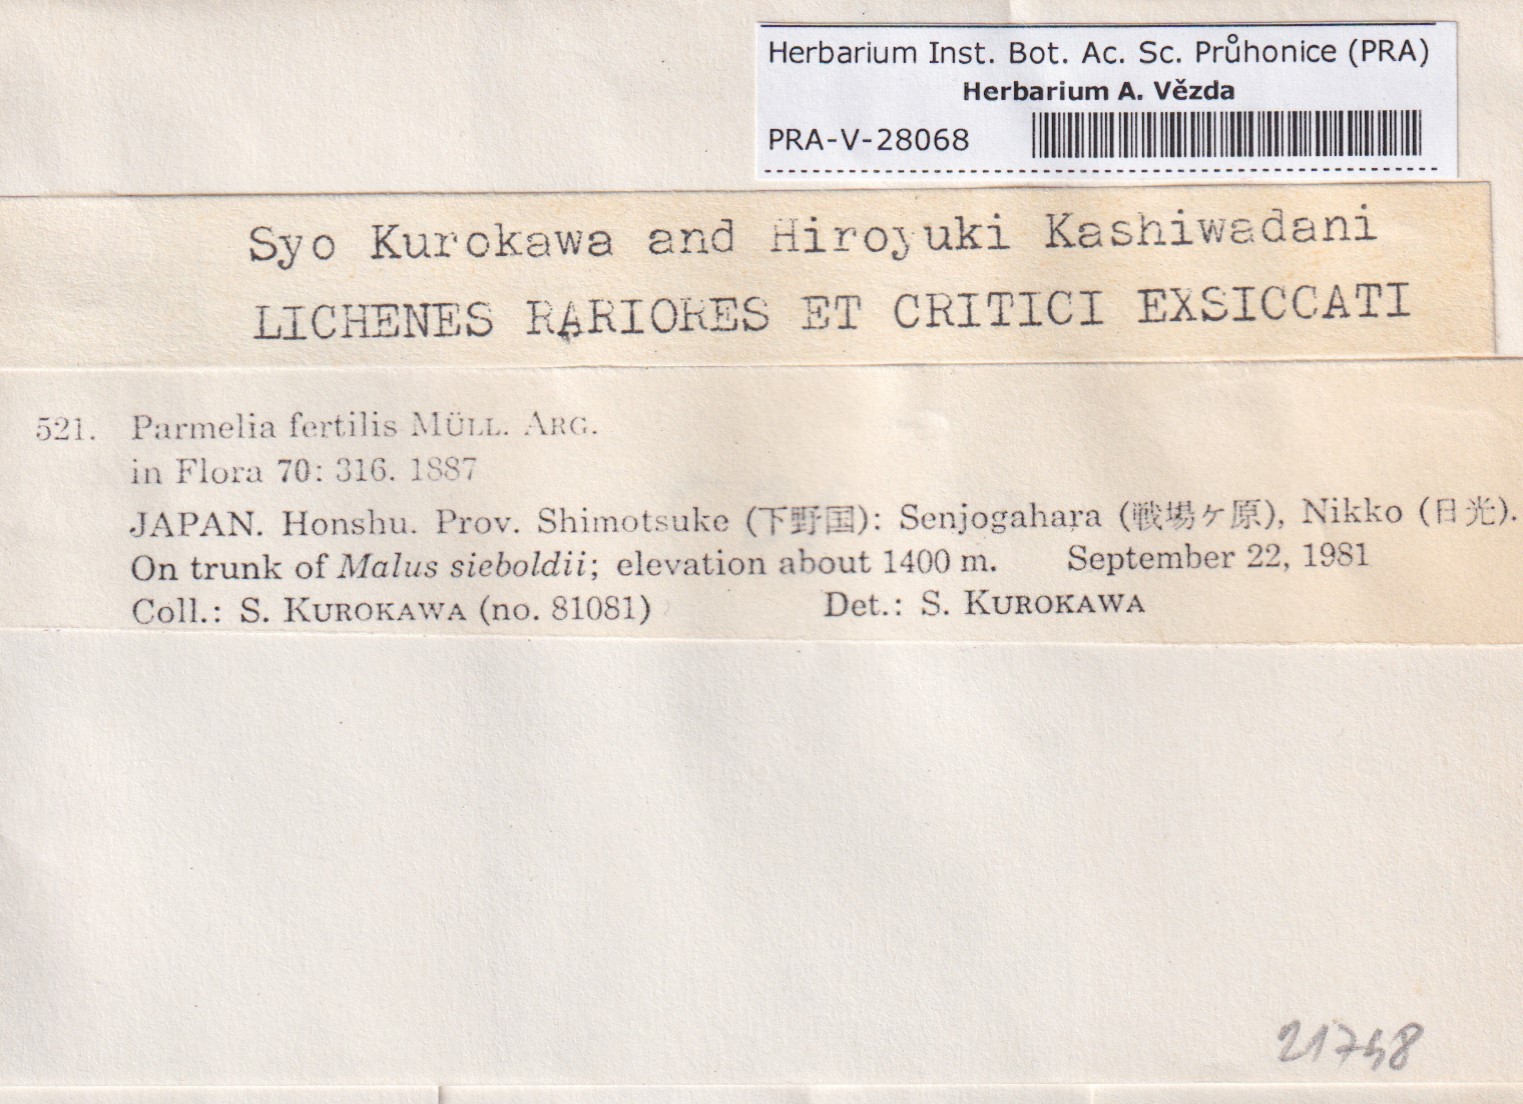 Herbarium Inst. Bot. Ac. Sc. Průhonice (PRA)
Herbarium A. Vězda
PRA-V-28068
Syo Kurokawa and Hiroyuki Kashiwadani
LICHENES RARIORES ET CRITICI EXSICCATI
521. Parmelia fertilis MÜLL. ARG.
in Flora 70: 316. 1887
JAPAN. Honshu. Prov. Shimotsuke (下野国): Senjogahara (戦場ヶ原), Nikko (日光).
On trunk of Malus sieboldii; elevation about 1400 m. September 22, 1981
Coll.: S. KUROKAWA (no. 81081) Det.: S. KUROKAWA
21748